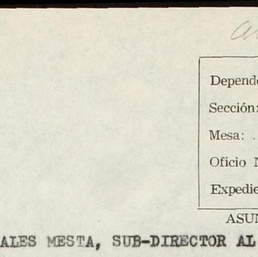 Depend
Sección:
Mesa: .
Oficio N
Expedie
ASUN
ALES MESTA, SUB-DIRECTOR AL